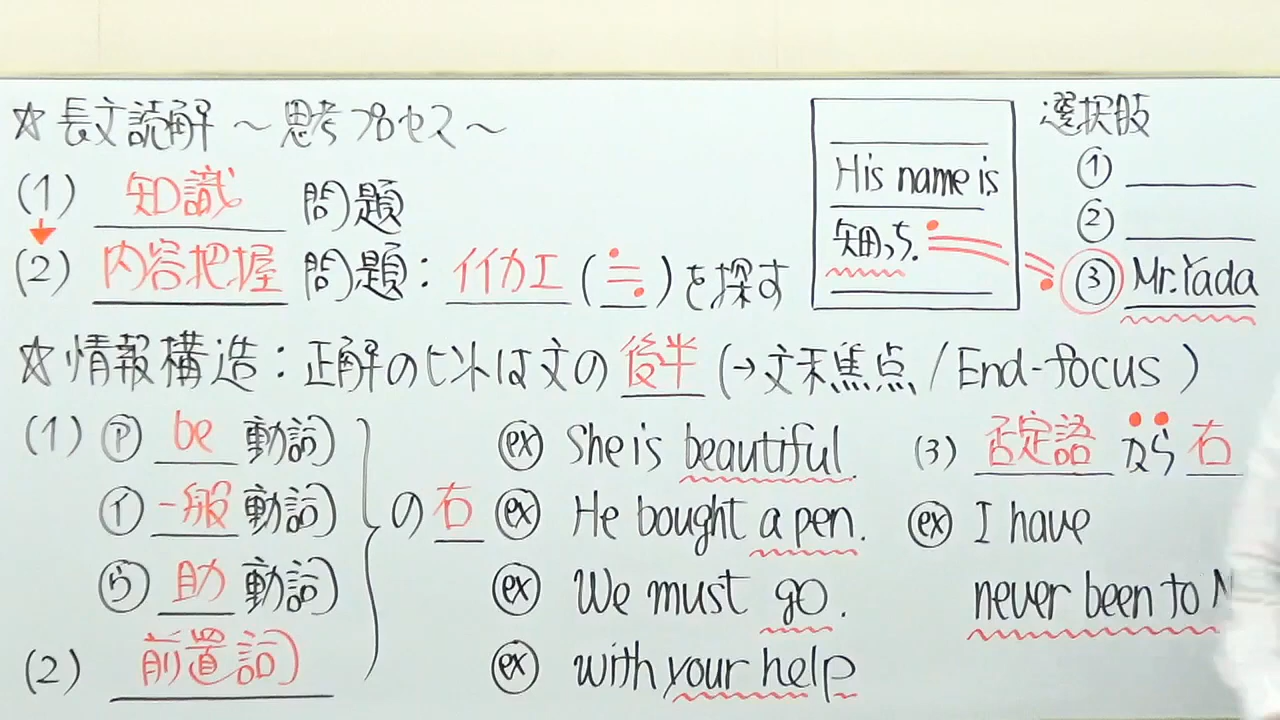 ☆長文読解 ～思考プロセス～
(1) 知識 問題
(2) 内容把握 問題：イイカエ(≒)を探す
His name is
知っち.
選択肢
①
②
③ Mr.Yada
☆情報構造：正解のヒントは文の後半(→文末焦点/End-focus)
(1) ㋐ be 動詞
㋑ 一般 動詞
㋒ 助 動詞
の右
(2) 前置詞
ex She is beautiful.
ex He bought a pen.
ex We must go.
ex with your help
(3) 否定語 なら 右
ex I have
never been to